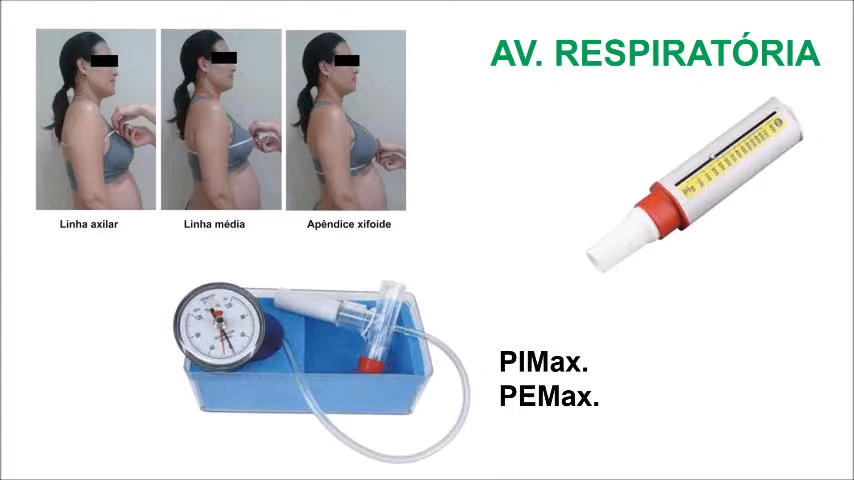 AV. RESPIRATÓRIA
Linha axilar
Linha média
Apêndice xifoide
PIMax.
PEMax.